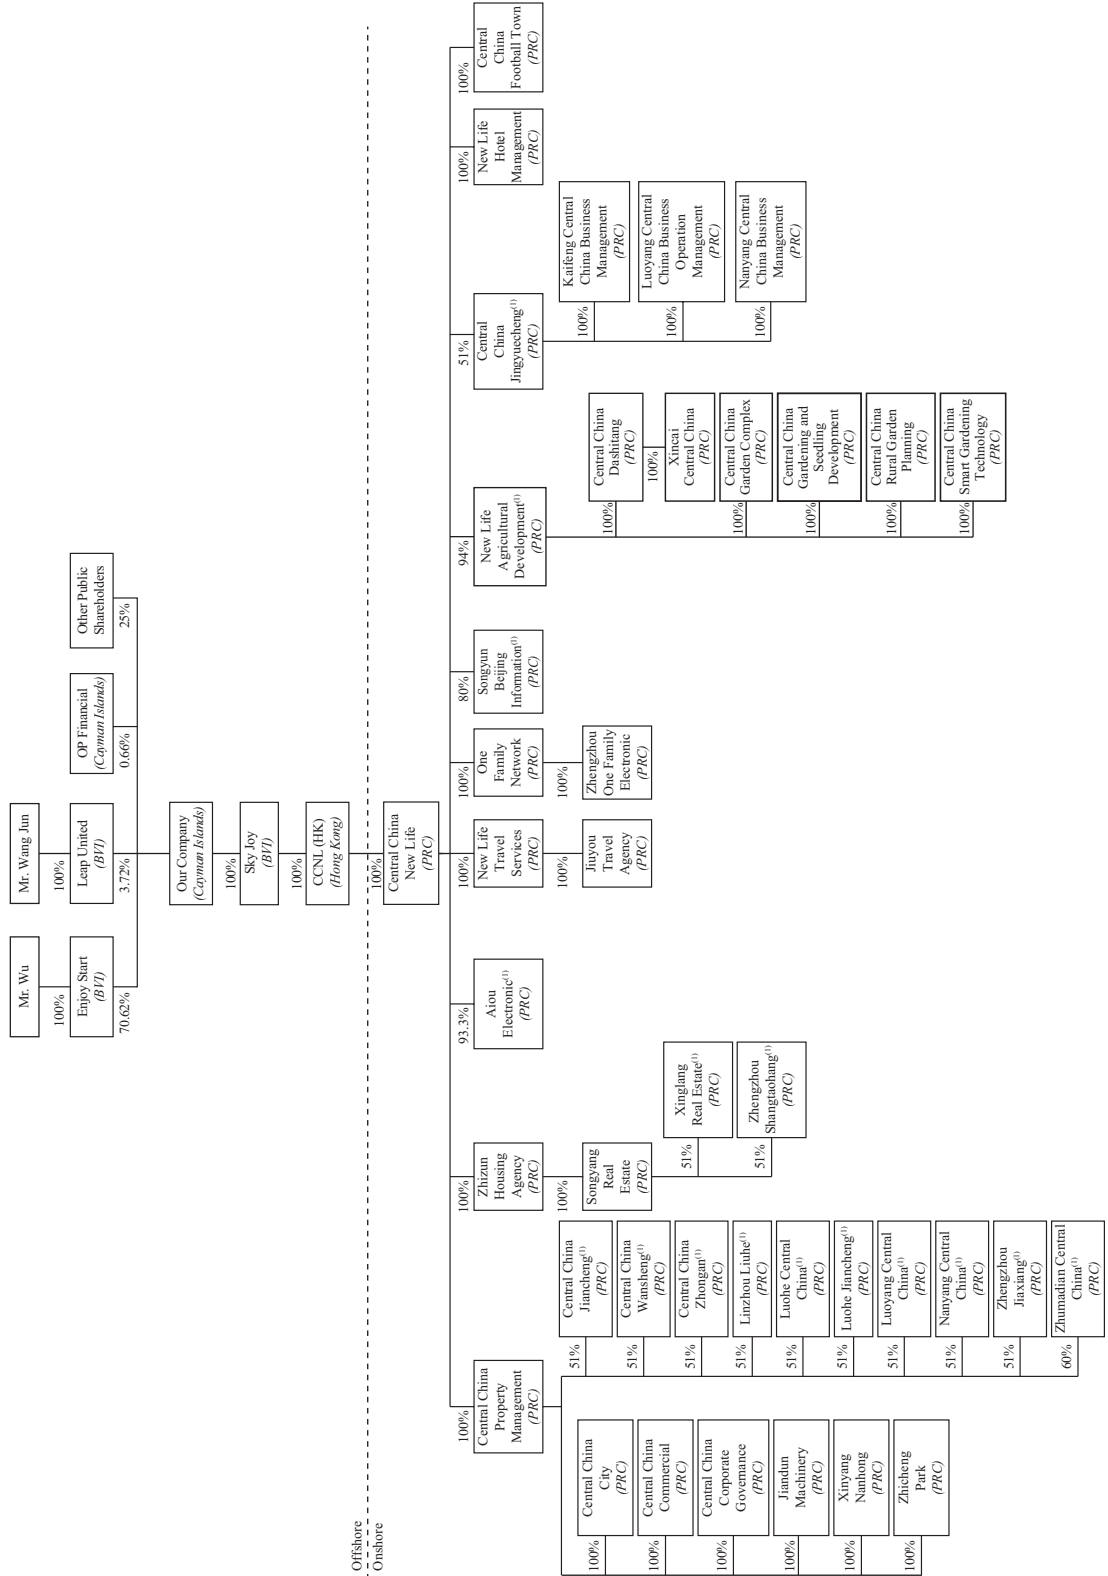 Mr. Wu
Mr. Wang Jun
100%
100%
Enjoy Start
(BVI)
Leap United
(BVI)
OP Financial
(Cayman Islands)
Other Public
Shareholders
70.62%
3.72%
0.66%
25%
Our Company
(Cayman Islands)
100%
Sky Joy
(BVI)
100%
CCNL (HK)
(Hong Kong)
Offshore
Onshore
100%
Central China
New Life
(PRC)
100%
Central China
Property
Management
(PRC)
100%
Zhizun
Housing
Agency
(PRC)
93.3%
Aiou
Electronic(1)
(PRC)
100%
New Life
Travel
Services
(PRC)
100%
One
Family
Network
(PRC)
80%
Songyun
Beijing
Information(1)
(PRC)
94%
New Life
Agricultural
Development(1)
(PRC)
51%
Central
China
Jingyuecheng(1)
(PRC)
100%
New Life
Hotel
Management
(PRC)
100%
Central
China
Football Town
(PRC)
100%
Central China
City
(PRC)
100%
Central China
Commercial
(PRC)
100%
Central China
Corporate
Governance
(PRC)
100%
Jiandun
Machinery
(PRC)
100%
Xinyang
Nanhong
(PRC)
100%
Zhicheng
Park
(PRC)
51%
Central China
Jiancheng(1)
(PRC)
51%
Central China
Wansheng(1)
(PRC)
51%
Central China
Zhongan(1)
(PRC)
51%
Linzhou Liuhe(1)
(PRC)
51%
Luohe Central
China(1)
(PRC)
51%
Luohe Jiancheng(1)
(PRC)
51%
Luoyang Central
China(1)
(PRC)
51%
Nanyang Central
China(1)
(PRC)
51%
Zhengzhou
Jiaxiang(1)
(PRC)
60%
Zhumadian Central
China(1)
(PRC)
100%
Songyang
Real
Estate
(PRC)
51%
Xinglang
Real Estate(1)
(PRC)
51%
Zhengzhou
Shangtaohang(1)
(PRC)
100%
Jiuyou
Travel
Agency
(PRC)
100%
Zhengzhou
One Family
Electronic
(PRC)
100%
Central China
Dashitang
(PRC)
100%
Xincai
Central China
(PRC)
100%
Central China
Garden Complex
(PRC)
100%
Central China
Gardening and
Seedling
Development
(PRC)
100%
Central China
Rural Garden
Planning
(PRC)
100%
Central China
Smart Gardening
Technology
(PRC)
100%
Kaifeng Central
China Business
Management
(PRC)
100%
Luoyang Central
China Business
Operation
Management
(PRC)
100%
Nanyang Central
China Business
Management
(PRC)